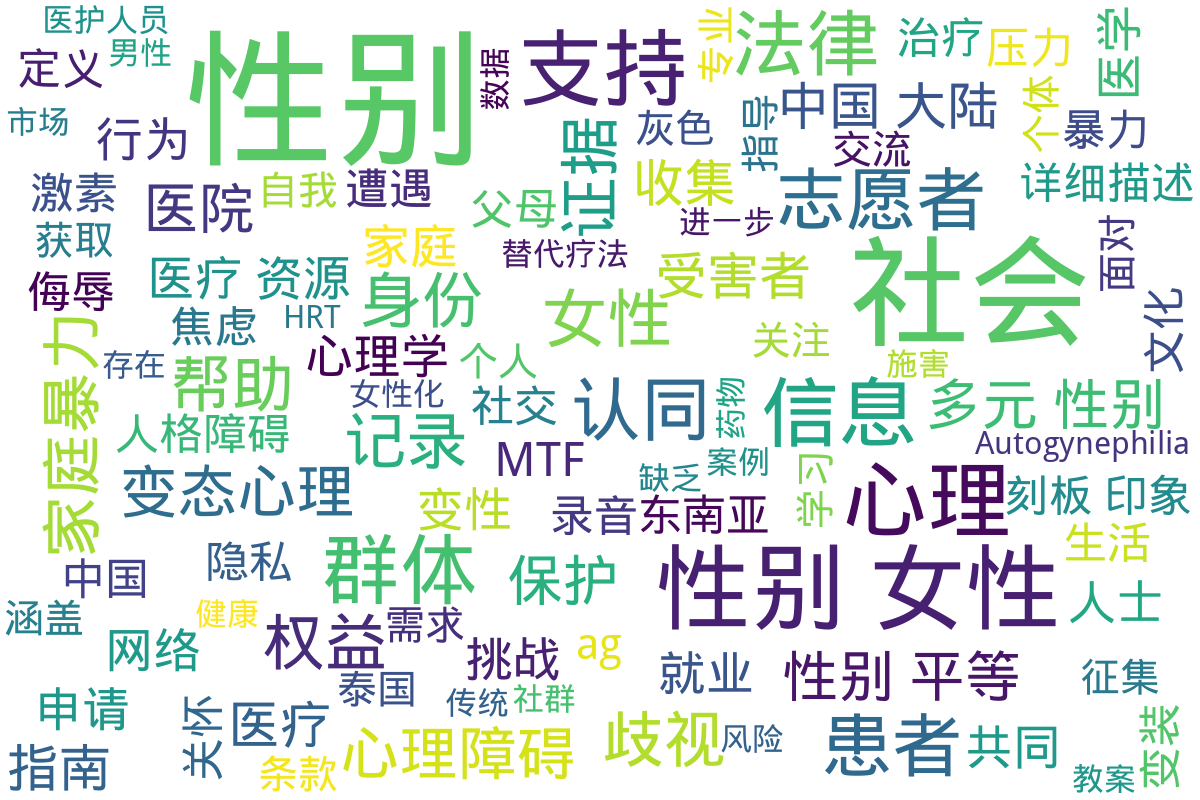 医护人员
男性
定义
市场
行为
性别
数据
支持
专业
法律
治疗
压力
医学
中国 大陆
个体
暴力
灰色
指导
交流
证据
收集
志愿者
详细描述
激素
医院
自我
遭遇
父母
进一步
面对
获取
家庭
替代疗法
受害者
社会
侮辱
医疗 资源
身份
女性
文化
焦虑
HRT
关注
家庭暴力
存在
帮助
心理学
个人
施害
女性化
社交
认同
药物
信息
多元 性别
人格障碍
记录
MTF
案例
Autogynephilia
变态心理
缺乏
学习
心理
刻板 印象
变性
录音
东南亚
生活
中国
隐私
群体
保护
性别 女性
人士
涵盖
健康
网络
权益
需求
挑战
ag
就业
性别 平等
征集
泰国
申请
关怀
医疗
传统
社群
歧视
风险
患者
共同
变装
指南
条款
心理障碍
教案